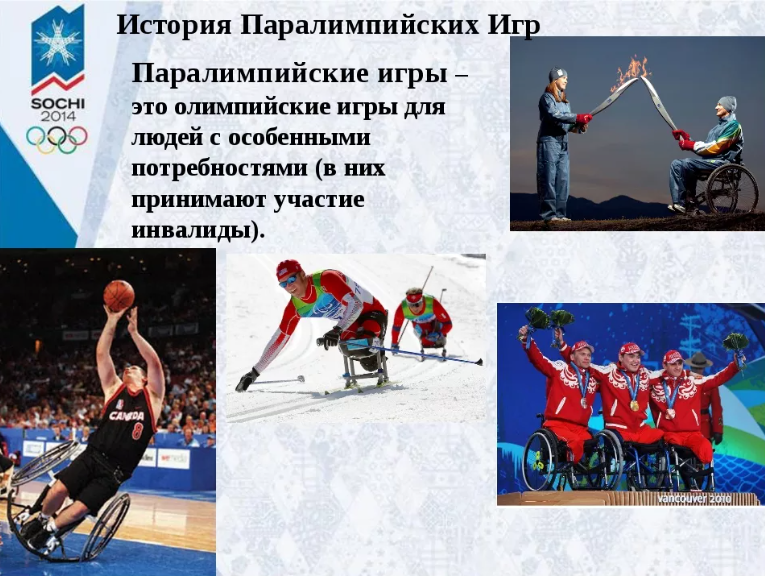 История Паралимпийских Игр
SOCHI
2014
Паралимпийские игры –
это олимпийские игры для
людей с особенными
потребностями (в них
принимают участие
инвалиды).
CANADA
8
vancouver 2010